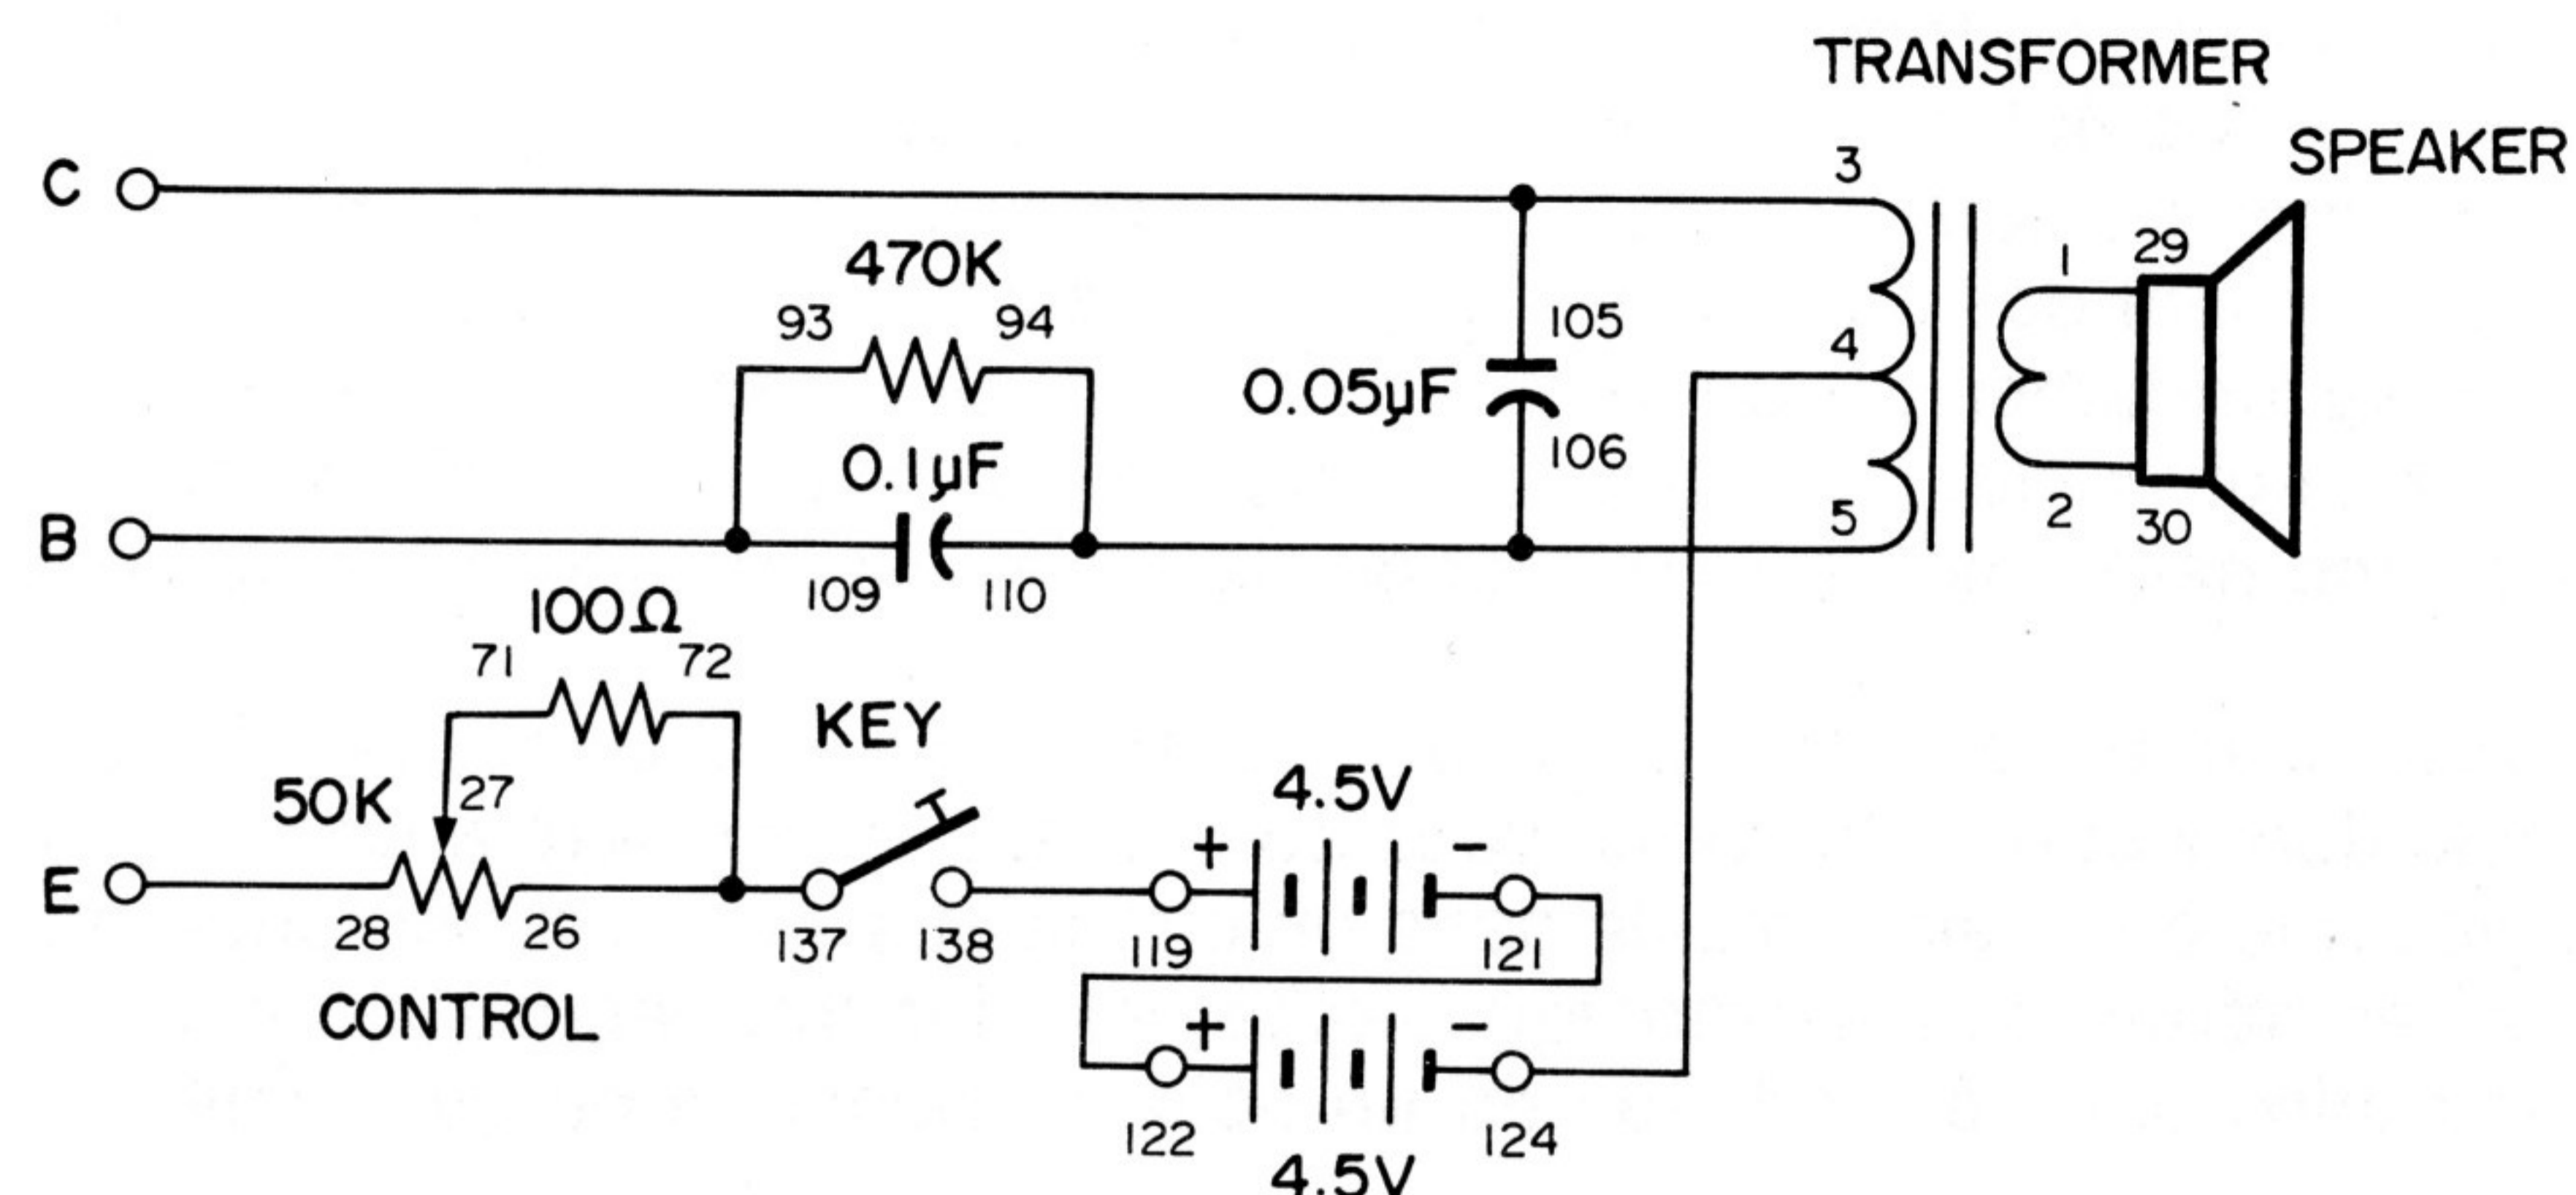 TRANSFORMER
SPEAKER
C
3
470K
93
94
1
29
105
4
0.05µF
106
0.1µF
B
5
2
30
109
110
100Ω
71
72
KEY
50K
27
4.5V
+
−
E
28
26
137
138
119
121
CONTROL
+
−
122
124
4.5V